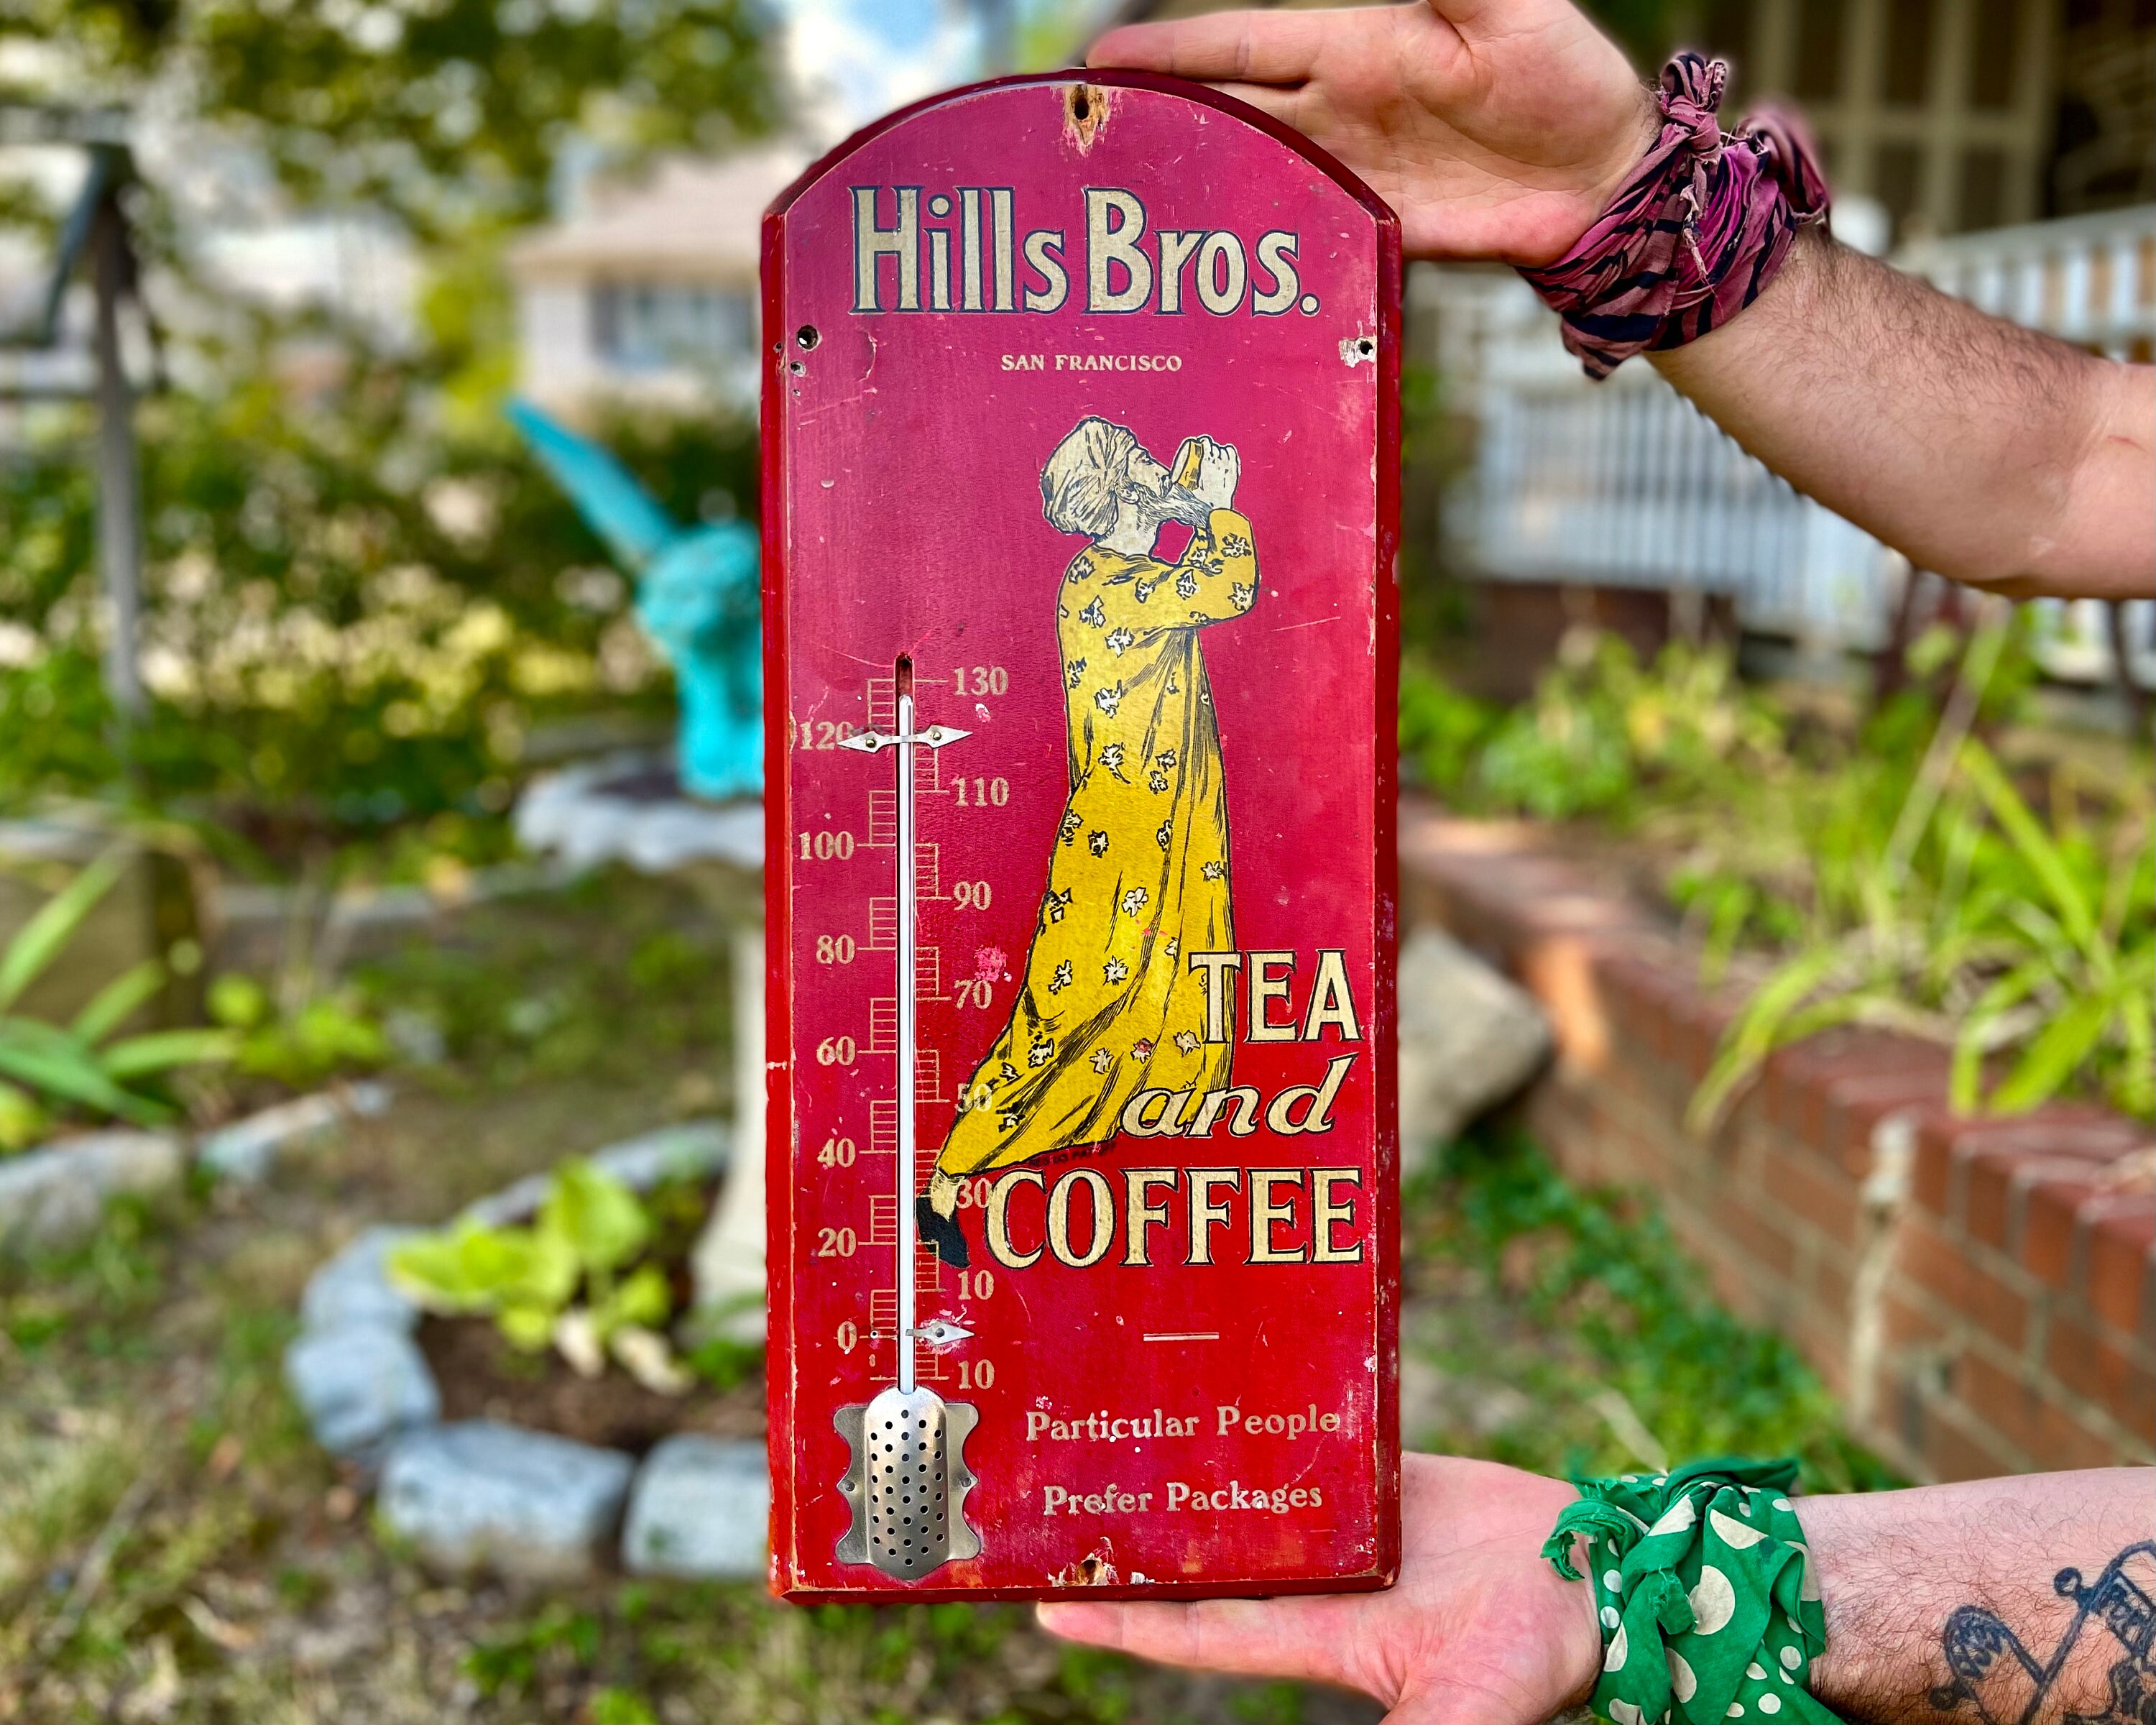 Hills Bros.
SAN FRANCISCO
130
120
110
100
90
80
70
60
50
40
30
20
10
0
10
TEA
and
COFFEE
Particular People
Prefer Packages